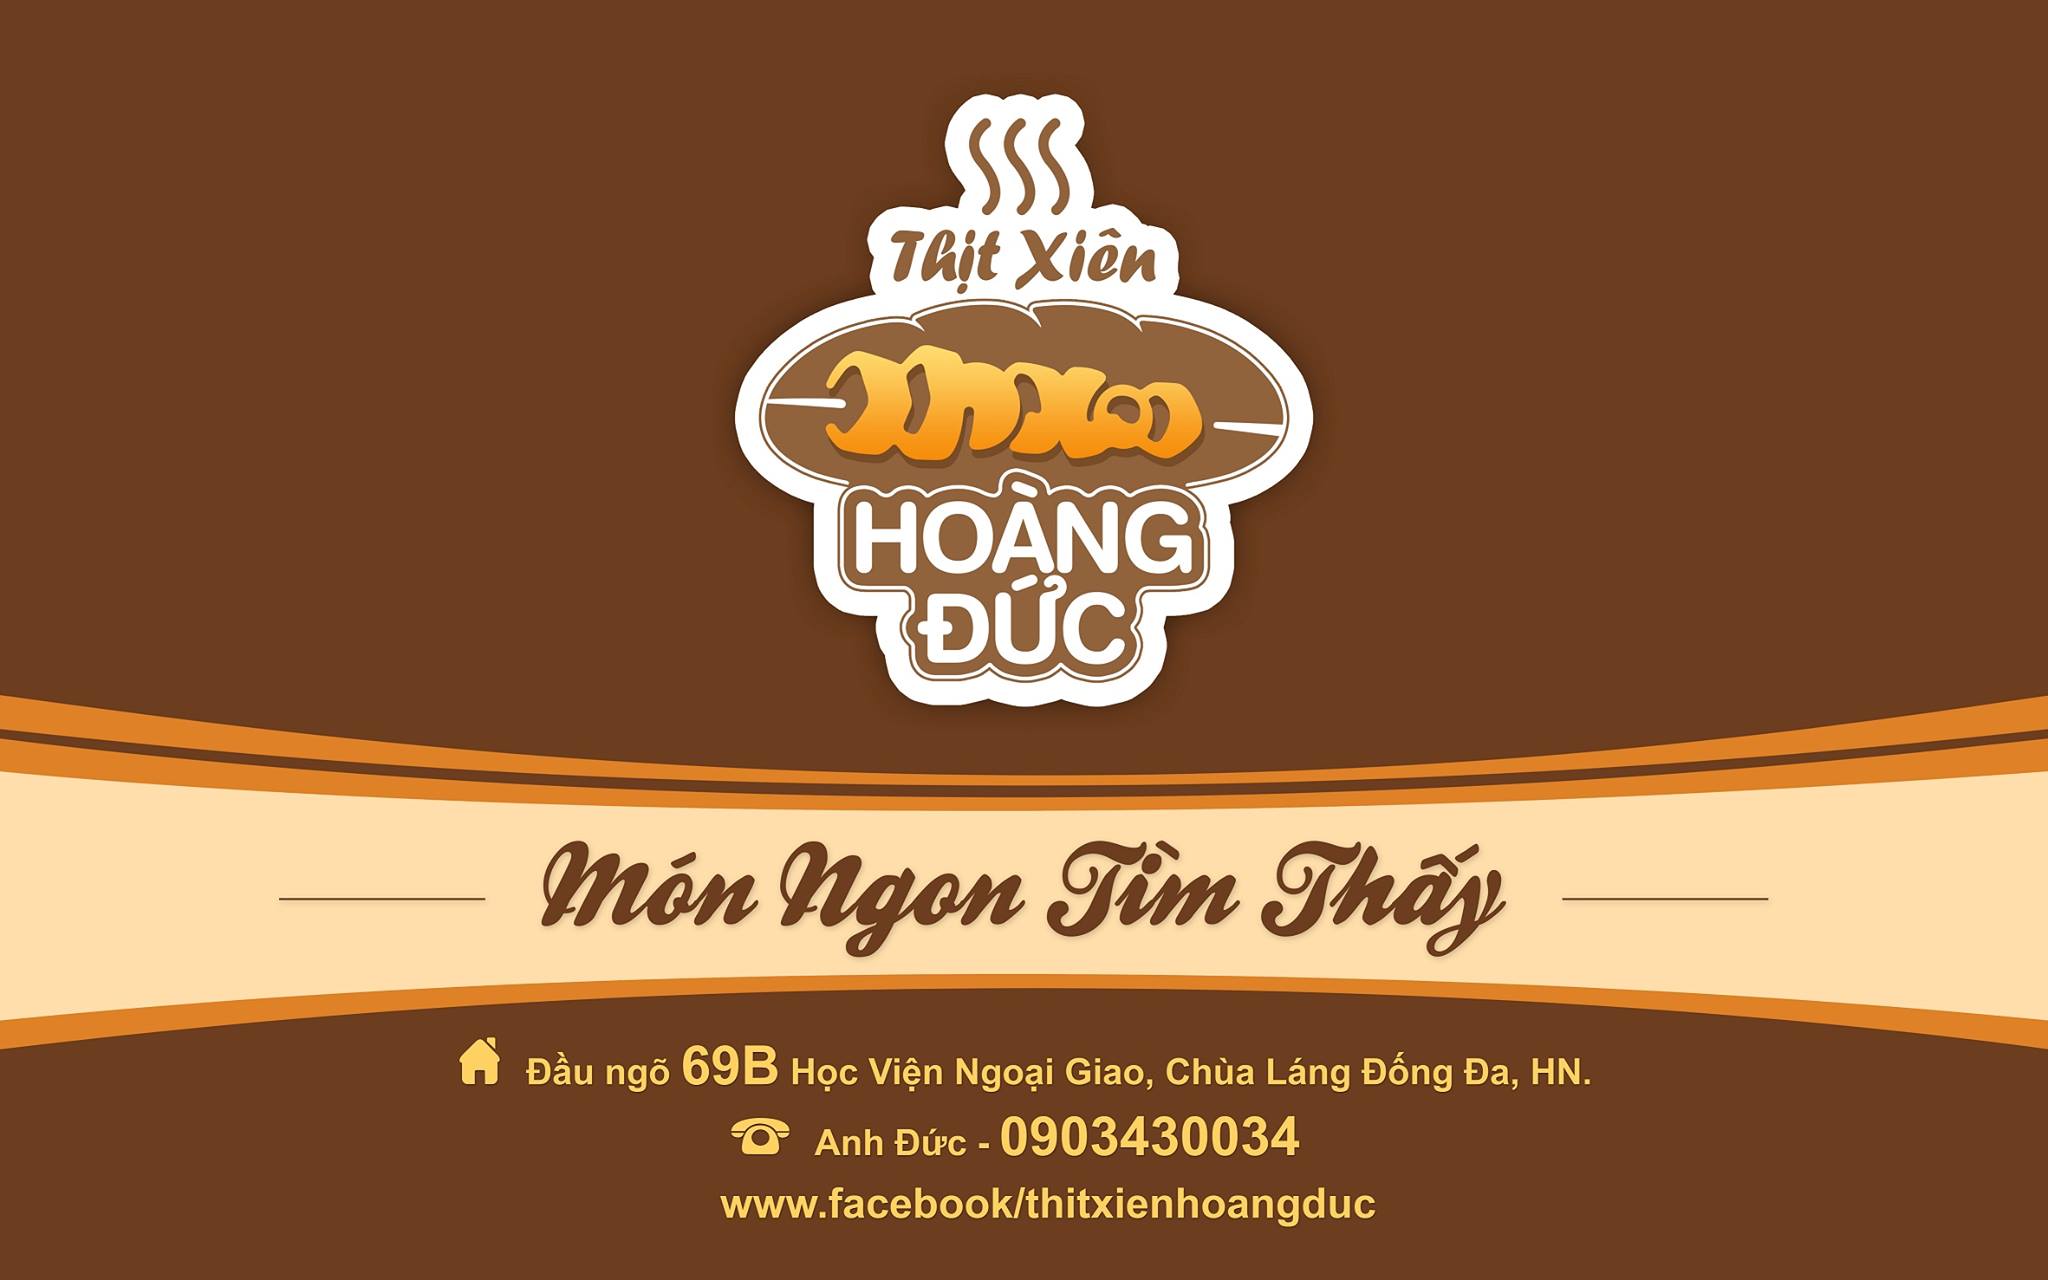 Thịt Xiên
HOÀNG
ĐỨC
Món Ngon Tìm Thấy
Đầu ngõ 69B Học Viện Ngoại Giao, Chùa Láng Đống Đa, HN.
Anh Đức - 0903430034
www.facebook/thitxienhoangduc